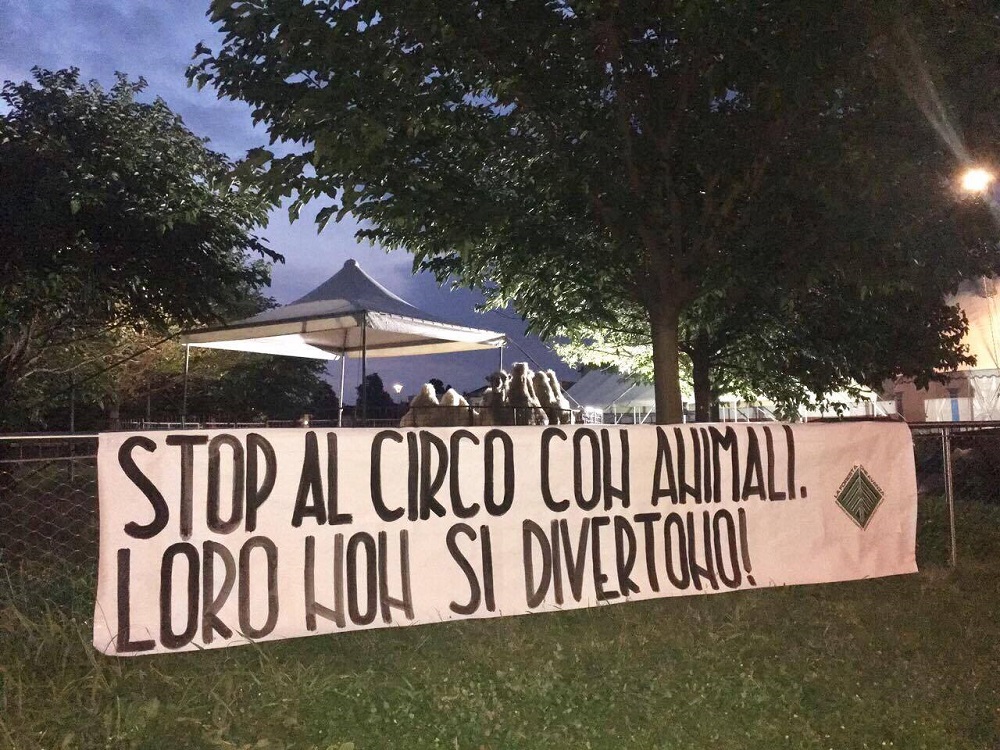 STOP AL CIRCO CON ANIMALI.
LORO NON SI DIVERTONO!